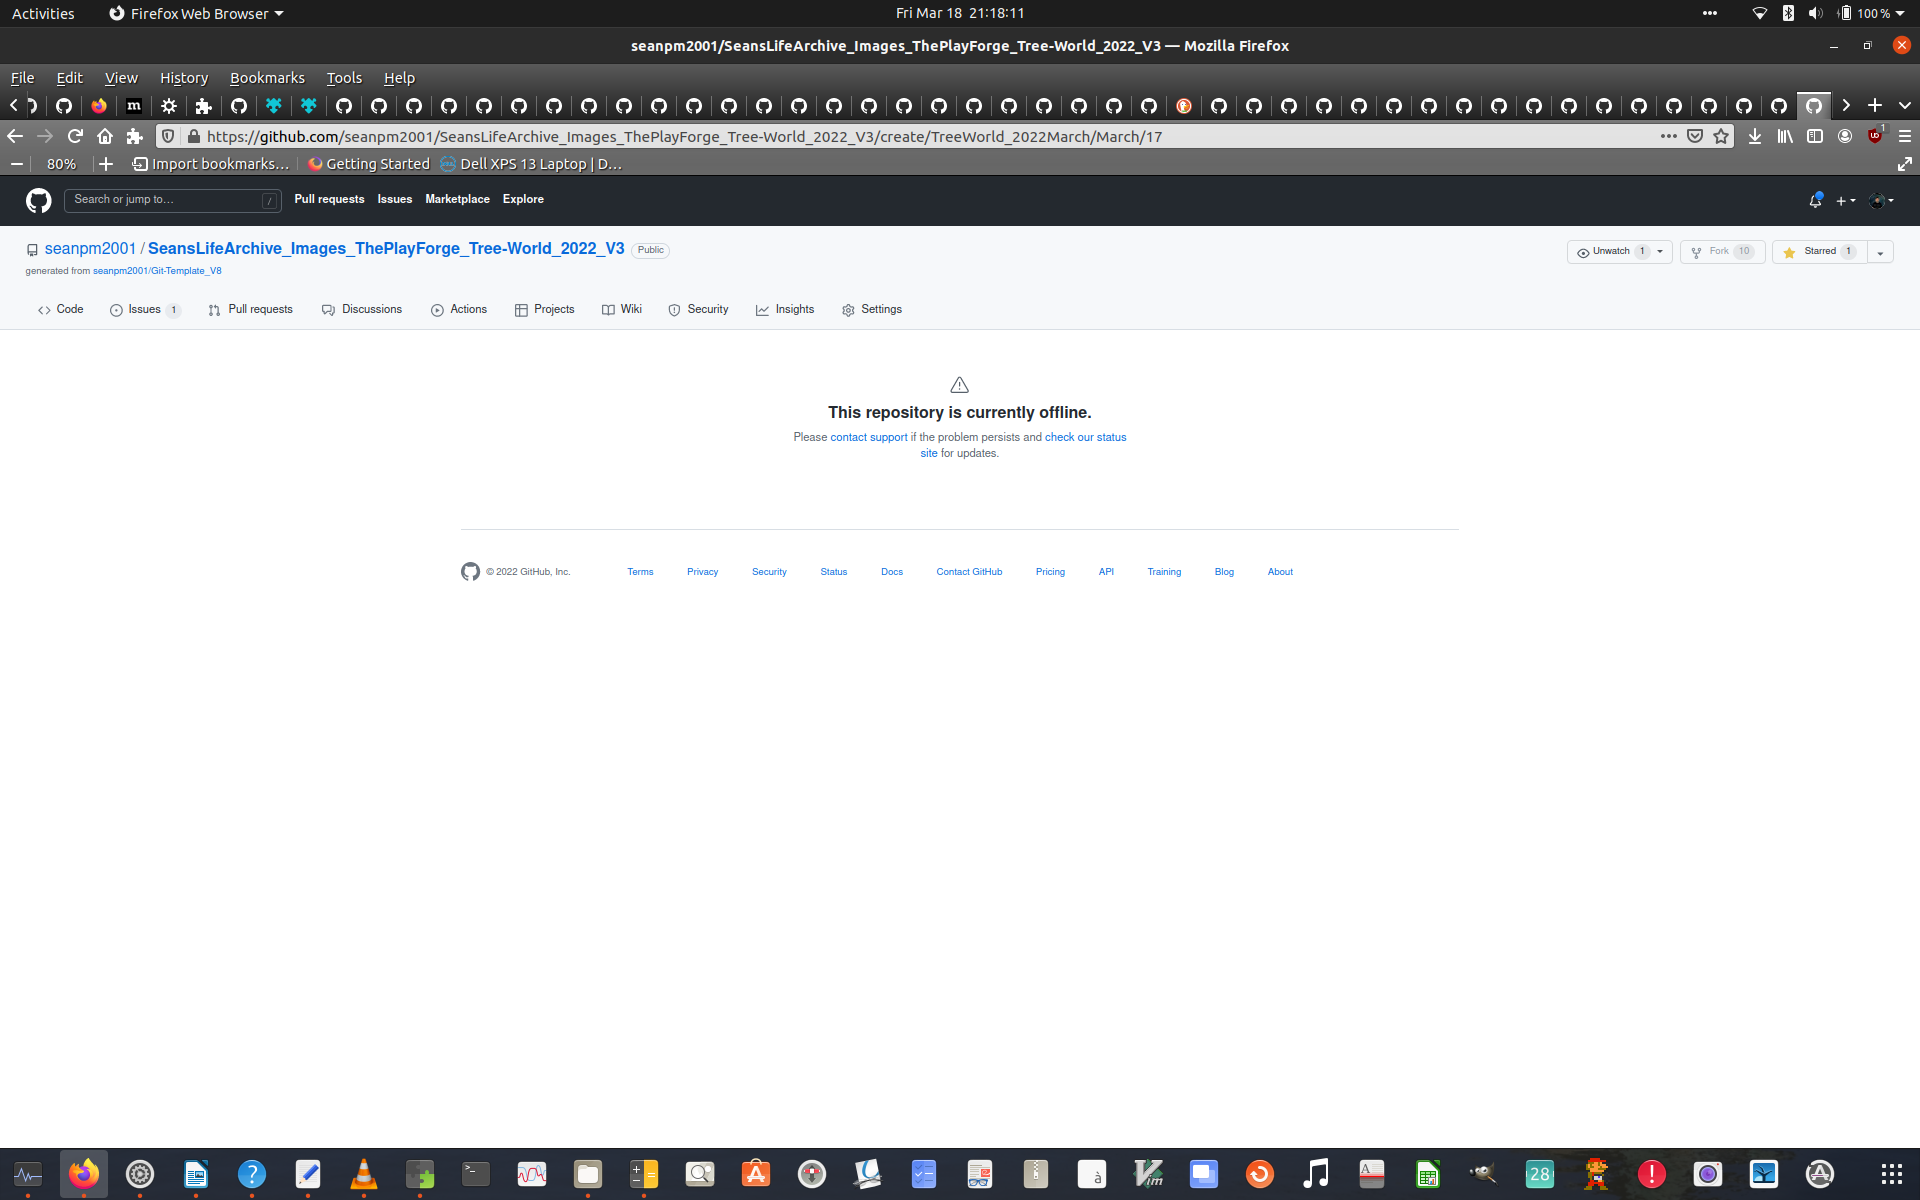 Activities
Firefox Web Browser
Fri Mar 18 21:18:11
100 %
seanpm2001/SeansLifeArchive_Images_ThePlayForge_Tree-World_2022_V3 — Mozilla Firefox
File Edit View History Bookmarks Tools Help
m
https://github.com/seanpm2001/SeansLifeArchive_Images_ThePlayForge_Tree-World_2022_V3/create/TreeWorld_2022March/March/17
1
80%
Import bookmarks…
Getting Started
Dell XPS 13 Laptop | D…
Search or jump to…
/
Pull requests
Issues
Marketplace
Explore
seanpm2001 / SeansLifeArchive_Images_ThePlayForge_Tree-World_2022_V3
Public
Unwatch 1
Fork 10
Starred 1
generated from seanpm2001/Git-Template_V8
Code
Issues 1
Pull requests
Discussions
Actions
Projects
Wiki
Security
Insights
Settings
This repository is currently offline.
Please contact support if the problem persists and check our status
site for updates.
© 2022 GitHub, Inc.
Terms
Privacy
Security
Status
Docs
Contact GitHub
Pricing
API
Training
Blog
About
?
>_
à
Vim
A
28